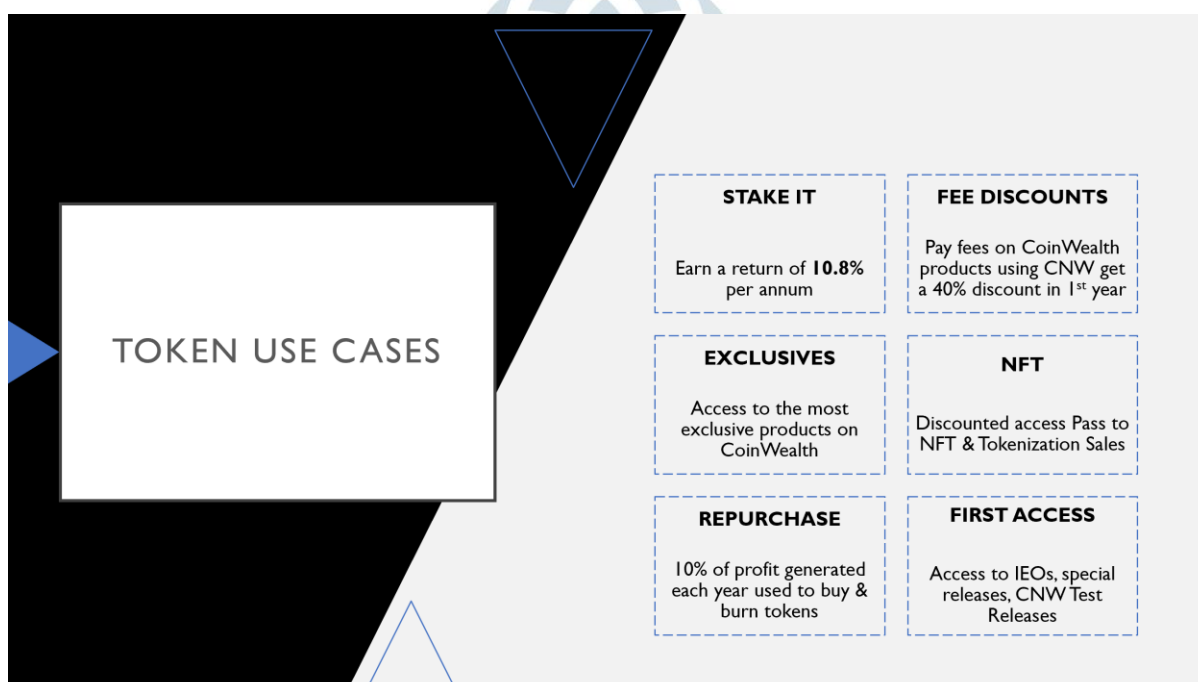 TOKEN USE CASES
STAKE IT
Earn a return of 10.8%
per annum
FEE DISCOUNTS
Pay fees on CoinWealth
products using CNW get
a 40% discount in 1st year
EXCLUSIVES
Access to the most
exclusive products on
CoinWealth
NFT
Discounted access Pass to
NFT & Tokenization Sales
REPURCHASE
10% of profit generated
each year used to buy &
burn tokens
FIRST ACCESS
Access to IEOs, special
releases, CNW Test
Releases